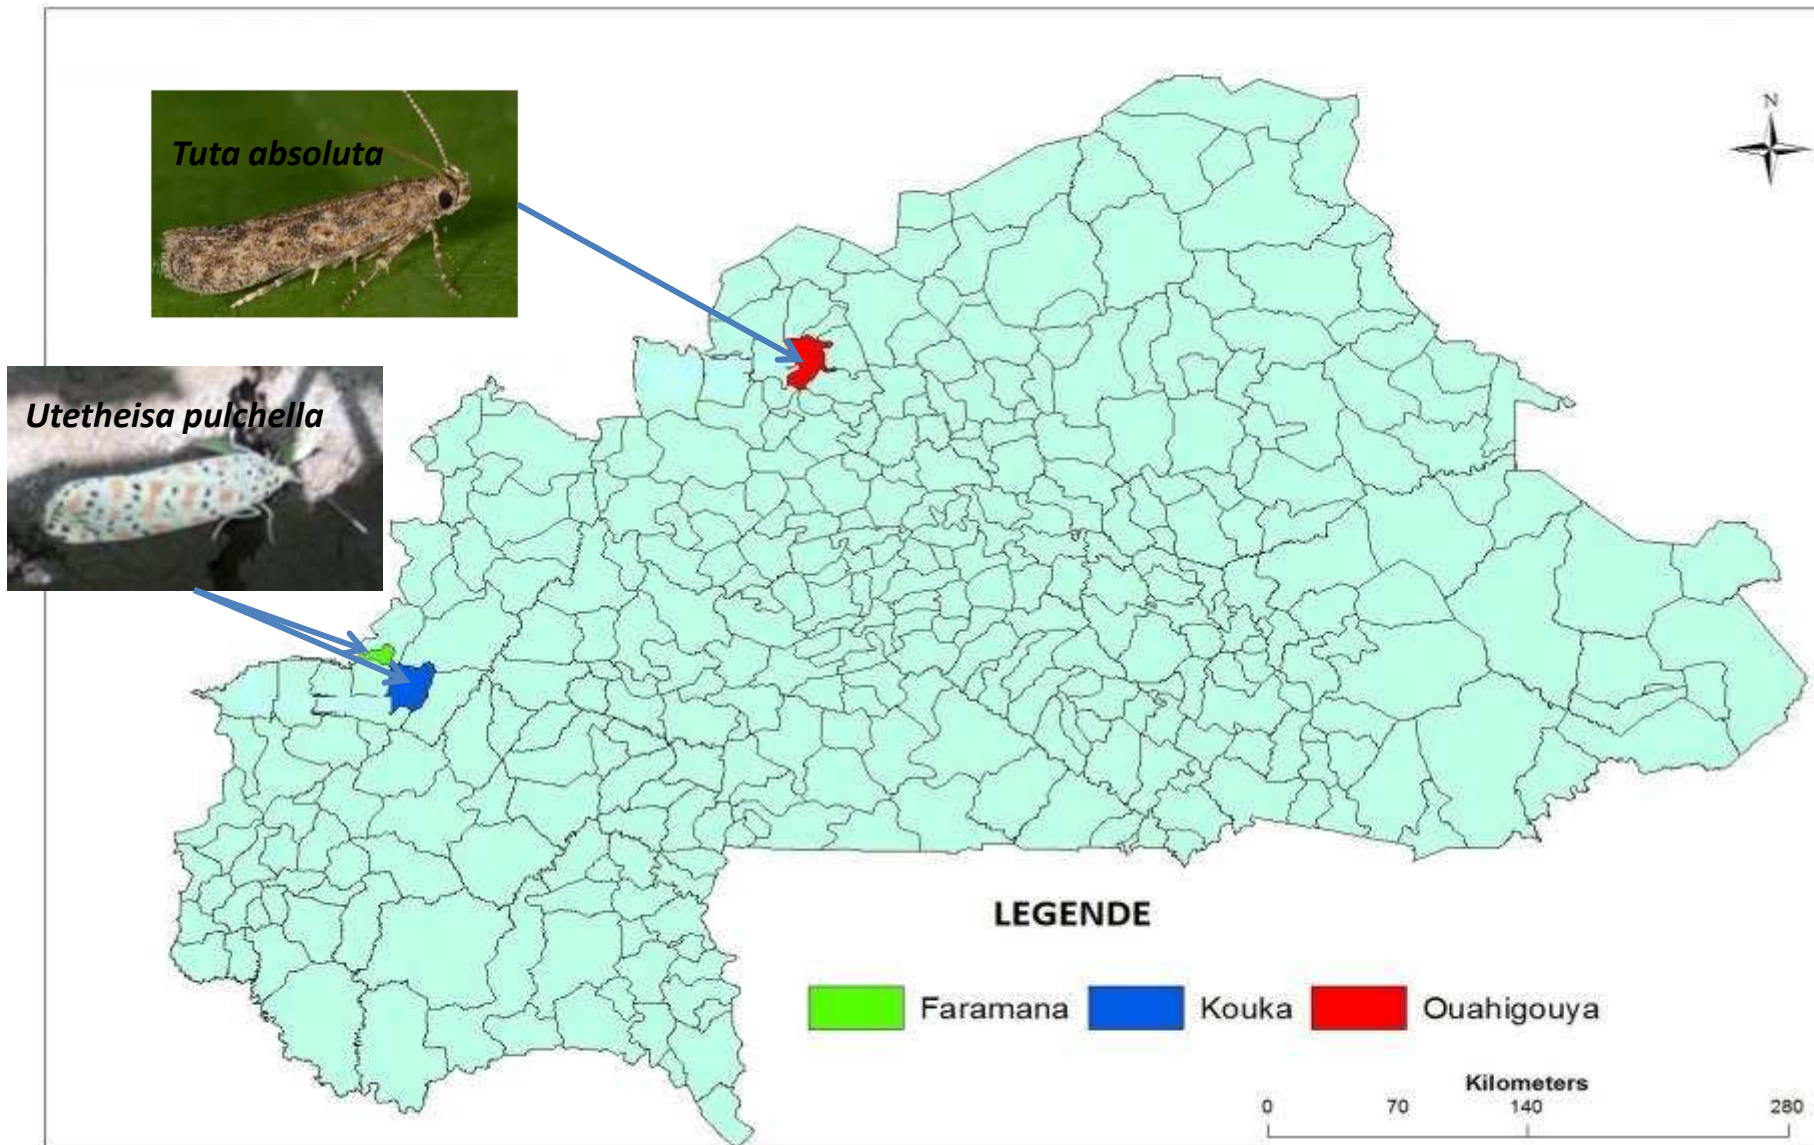 N
Tuta absoluta
Utetheisa pulchella
LEGENDE
Faramana
Kouka
Ouahigouya
Kilometers
0 70 140 280